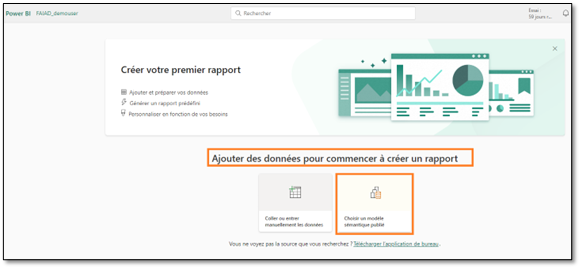 Power BI FAIAD_demouser
Rechercher
Essai :
58 jours r...
Créer votre premier rapport
Ajouter et préparer vos données
Générer un rapport prédéfini
Personnaliser en fonction de vos besoins
Ajouter des données pour commencer à créer un rapport
Coller ou entrer
manuellement les données
Choisir un modèle
sémantique publié
Vous ne voyez pas la source que vous recherchez ? Télécharger l'application de bureau.